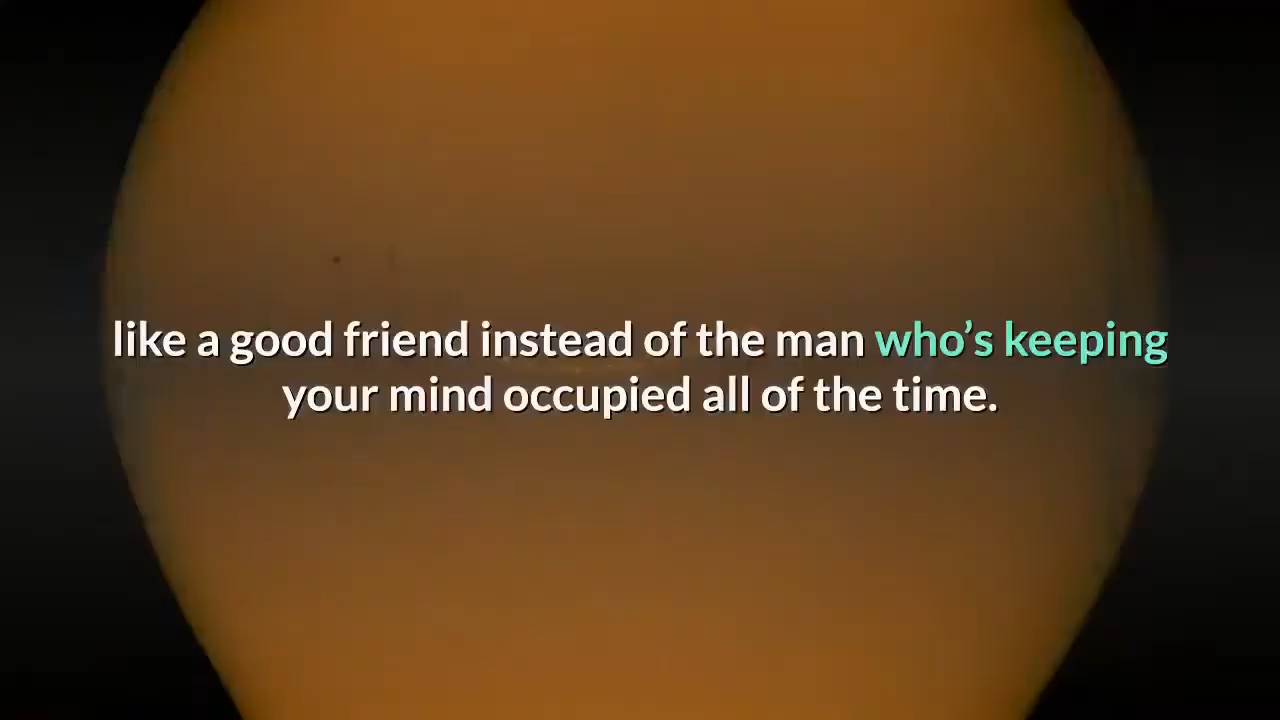 like a good friend instead of the man who’s keeping
your mind occupied all of the time.